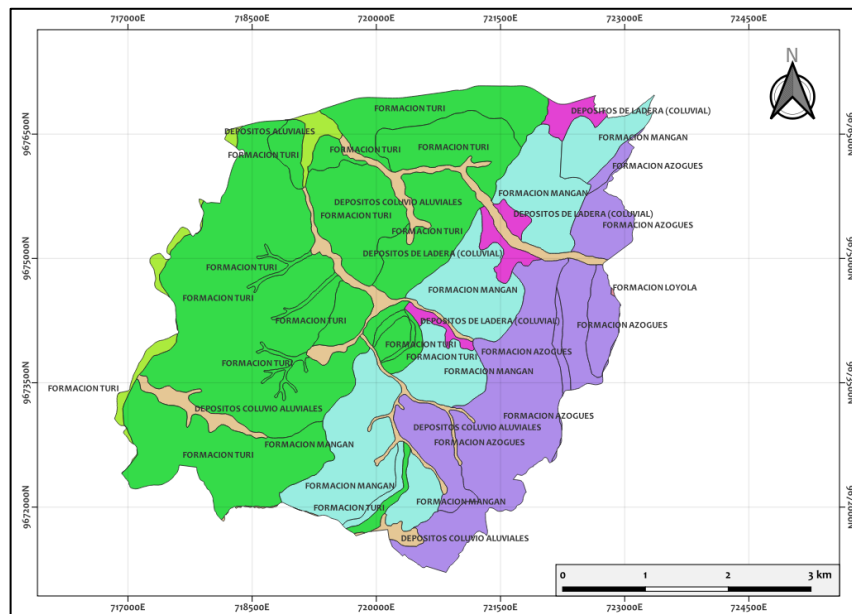 717000E 718500E 720000E 721500E 723000E 724500E
N
FORMACION TURI
DEPOSITOS DE LADERA (COLUVIAL)
9676500N 9676500N
DEPOSITOS ALUVIALES
FORMACION MANGAN
FORMACION TURI
FORMACION TURI
FORMACION TURI
FORMACION AZOGUES
FORMACION MANGAN
DEPOSITOS COLUVIO ALUVIALES
FORMACION TURI
DEPOSITOS DE LADERA (COLUVIAL)
FORMACION AZOGUES
FORMACION TURI
DEPOSITOS DE LADERA (COLUVIAL)
9675000N 9675000N
FORMACION TURI
FORMACION MANGAN
FORMACION LOYOLA
FORMACION TURI
FORMACION TURI
DEPOSITOS DE LADERA (COLUVIAL)
FORMACION AZOGUES
FORMACION TURI
FORMACION AZOGUES
FORMACION TURI
FORMACION TURI
FORMACION MANGAN
9673500N 9673500N
FORMACION TURI
DEPOSITOS COLUVIO ALUVIALES
FORMACION AZOGUES
DEPOSITOS COLUVIO ALUVIALES
FORMACION MANGAN
FORMACION AZOGUES
FORMACION TURI
FORMACION MANGAN
FORMACION MANGAN
FORMACION TURI
9672000N 9672000N
DEPOSITOS COLUVIO ALUVIALES
0 1 2 3 km
717000E 718500E 720000E 721500E 723000E 724500E